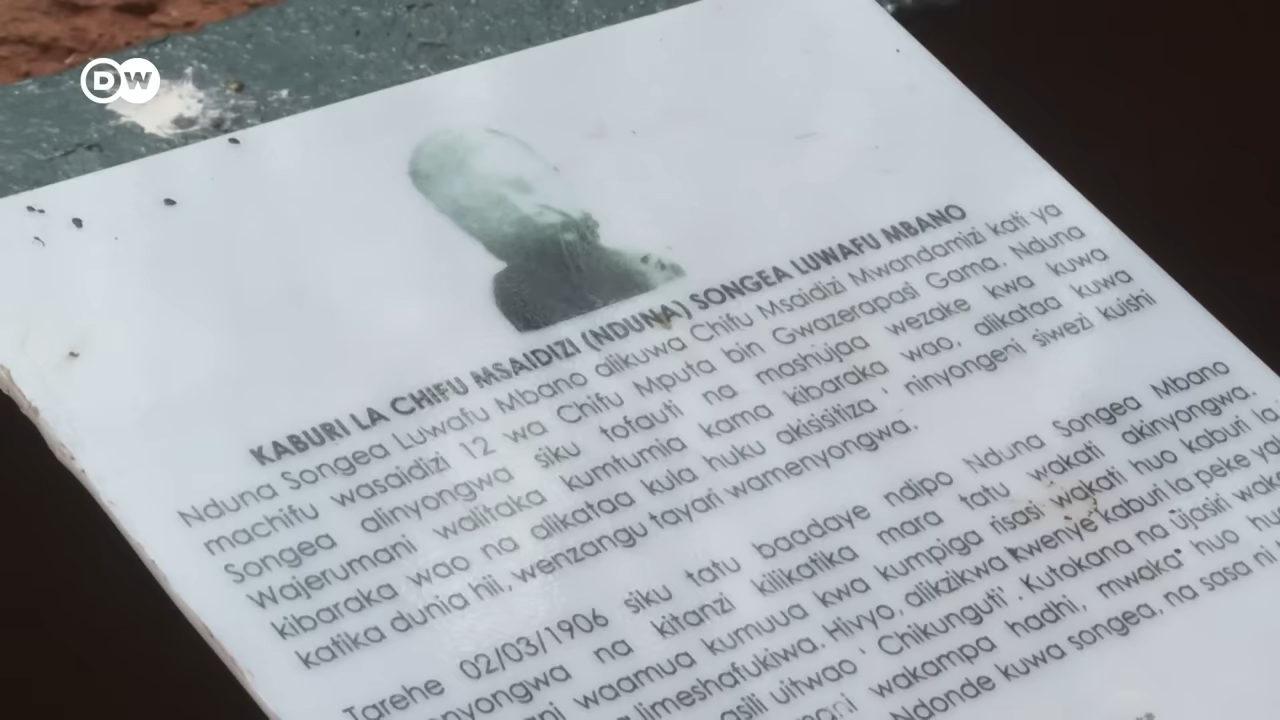 DW
KABURI LA CHIFU MSAIDIZI (NDUNA) SONGEA LUWAFU MBANO
Nduna Songea Luwafu Mbano alikuwa Chifu Msaidizi Mwandamizi kati ya
machifu wasaidizi 12 wa Chifu Mputa bin Gwazerapasi Gama. Nduna
Songea alinyongwa siku tofauti na mashujaa wezake kwa kuwa
Wajerumani walitaka kumtumia kama kibaraka wao, alikataa kuwa
kibaraka wao na alikataa kula huku akisisitiza ' ninyongeni siwezi kuishi
katika dunia hii, wenzangu tayari wamenyongwa.
Tarehe 02/03/1906 siku tatu baadaye ndipo Nduna Songea Mbano
na kitanzi kilikatika mara tatu wakati akinyongwa.
waamua kumuua kwa kumpiga risasi wakati huo kaburi la
limeshafukiwa. Hivyo, alikzikwa kwenye kaburi la peke
uitwao ' Chikunguti'. Kutokana na ujasiri
wakampa hadhi, mwaka" huo
Ndonde kuwa songea, na sasa ni